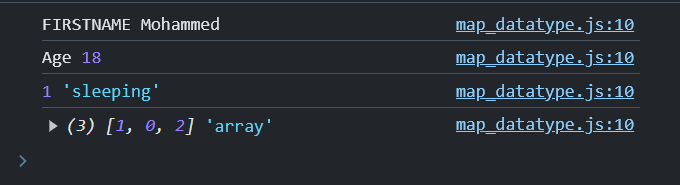 FIRSTNAME Mohammed map_datatype.js:10
Age 18 map_datatype.js:10
1 'sleeping' map_datatype.js:10
(3) [1, 0, 2] 'array' map_datatype.js:10